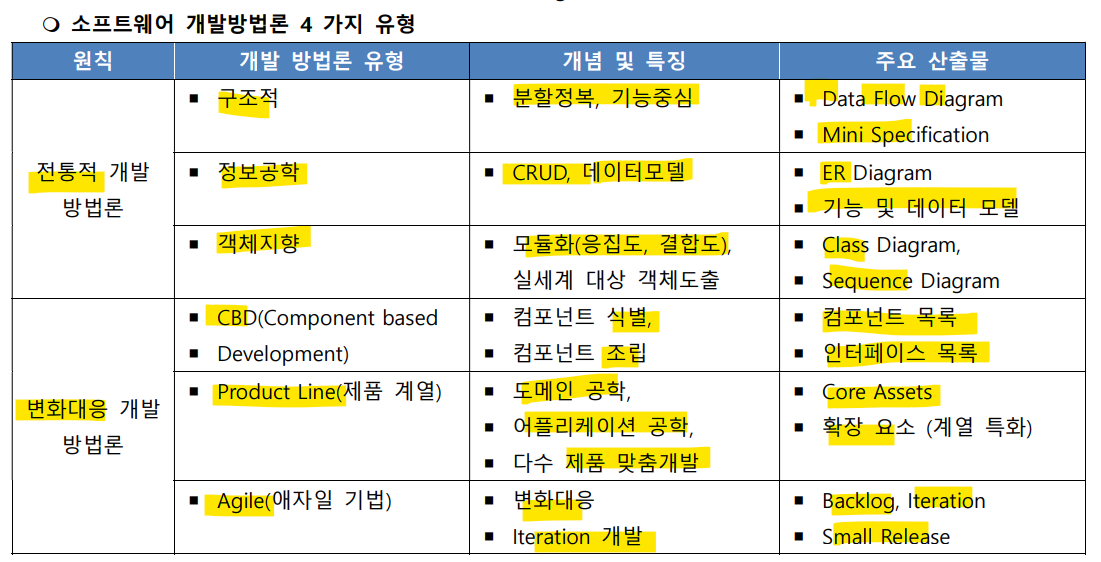 ❍ 소프트웨어 개발방법론 4 가지 유형
원칙 개발 방법론 유형 개념 및 특징 주요 산출물
전통적 개발
방법론
▪ 구조적
▪ 분할정복, 기능중심
▪ Data Flow Diagram
▪ Mini Specification
▪ 정보공학
▪ CRUD, 데이터모델
▪ ER Diagram
▪ 기능 및 데이터 모델
▪ 객체지향
▪ 모듈화(응집도, 결합도),
실세계 대상 객체도출
▪ Class Diagram,
▪ Sequence Diagram
변화대응 개발
방법론
▪ CBD(Component based
▪ Development)
▪ 컴포넌트 식별,
▪ 컴포넌트 조립
▪ 컴포넌트 목록
▪ 인터페이스 목록
▪ Product Line(제품 계열)
▪ 도메인 공학,
▪ 어플리케이션 공학,
▪ 다수 제품 맞춤개발
▪ Core Assets
▪ 확장 요소 (계열 특화)
▪ Agile(애자일 기법)
▪ 변화대응
▪ Iteration 개발
▪ Backlog, Iteration
▪ Small Release